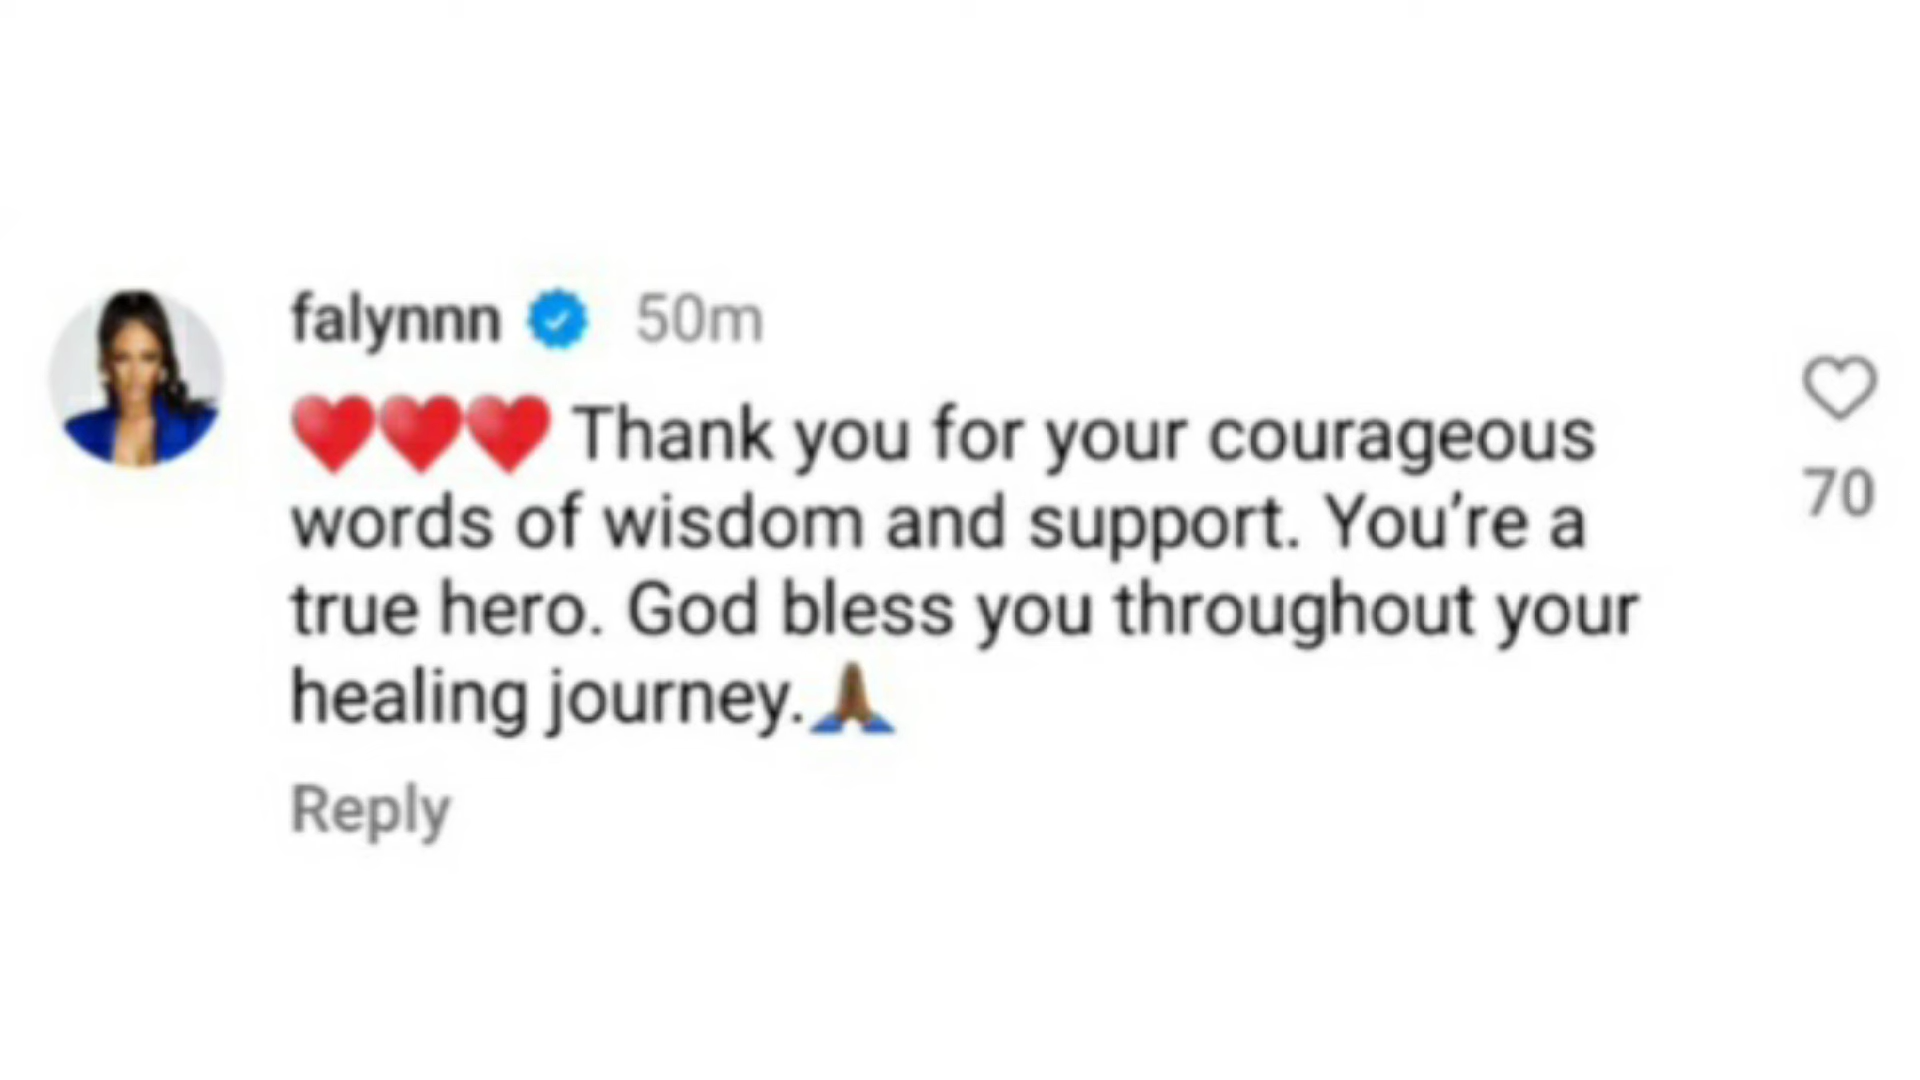 falynnn 50m
❤️❤️❤️ Thank you for your courageous
words of wisdom and support. You’re a
true hero. God bless you throughout your
healing journey.🙏🏾
70
Reply